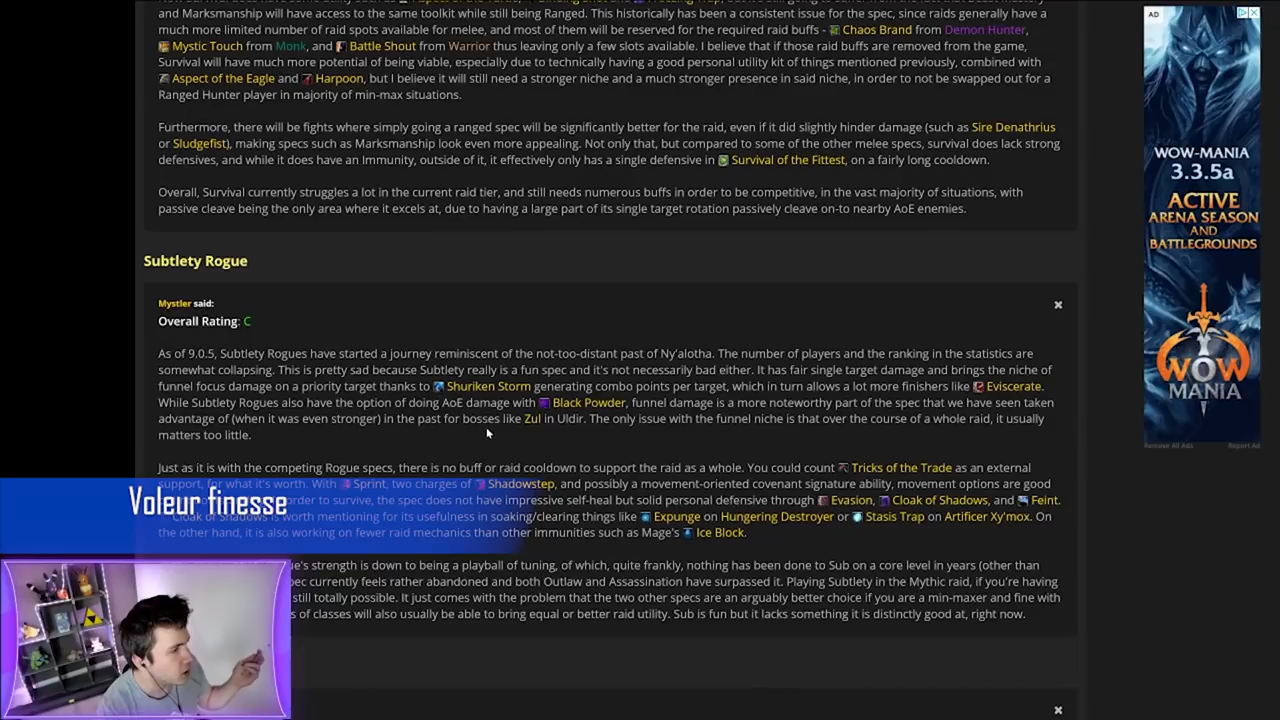 and Marksmanship will have access to the same toolkit while still being Ranged. This historically has been a consistent issue for the spec, since raids generally have a
much more limited number of raid spots available for melee, and most of them will be reserved for the required raid buffs - Chaos Brand from Demon Hunter,
Mystic Touch from Monk, and Battle Shout from Warrior thus leaving only a few slots available. I believe that if those raid buffs are removed from the game,
Survival will have much more potential of being viable, especially due to technically having a good personal utility kit of things mentioned previously, combined with
Aspect of the Eagle and Harpoon, but I believe it will still need a stronger niche and a much stronger presence in said niche, in order to not be swapped out for a
Ranged Hunter player in majority of min-max situations.
Furthermore, there will be fights where simply going a ranged spec will be significantly better for the raid, even if it did slightly hinder damage (such as Sire Denathrius
or Sludgefist), making specs such as Marksmanship look even more appealing. Not only that, but compared to some of the other melee specs, survival does lack strong
defensives, and while it does have an Immunity, outside of it, it effectively only has a single defensive in Survival of the Fittest, on a fairly long cooldown.
Overall, Survival currently struggles a lot in the current raid tier, and still needs numerous buffs in order to be competitive, in the vast majority of situations, with
passive cleave being the only area where it excels at, due to having a large part of its single target rotation passively cleave on-to nearby AoE enemies.
Subtlety Rogue
Mystler said:
Overall Rating: C
As of 9.0.5, Subtlety Rogues have started a journey reminiscent of the not-too-distant past of Ny'alotha. The number of players and the ranking in the statistics are
somewhat collapsing. This is pretty sad because Subtlety really is a fun spec and it's not necessarily bad either. It has fair single target damage and brings the niche of
funnel focus damage on a priority target thanks to Shuriken Storm generating combo points per target, which in turn allows a lot more finishers like Eviscerate.
While Subtlety Rogues also have the option of doing AoE damage with Black Powder, funnel damage is a more noteworthy part of the spec that we have seen taken
advantage of (when it was even stronger) in the past for bosses like Zul in Uldir. The only issue with the funnel niche is that over the course of a whole raid, it usually
matters too little.
Just as it is with the competing Rogue specs, there is no buff or raid cooldown to support the raid as a whole. You could count Tricks of the Trade as an external
support, for what it's worth. With Sprint, two charges of Shadowstep, and possibly a movement-oriented covenant signature ability, movement options are good
order to survive, the spec does not have impressive self-heal but solid personal defensive through Evasion, Cloak of Shadows, and Feint.
Cloak of Shadows is worth mentioning for its usefulness in soaking/clearing things like Expunge on Hungering Destroyer or Stasis Trap on Artificer Xy'mox. On
the other hand, it is also working on fewer raid mechanics than other immunities such as Mage's Ice Block.
's strength is down to being a playball of tuning, of which, quite frankly, nothing has been done to Sub on a core level in years (other than
currently feels rather abandoned and both Outlaw and Assassination have surpassed it. Playing Subtlety in the Mythic raid, if you're having
still totally possible. It just comes with the problem that the two other specs are an arguably better choice if you are a min-maxer and fine with
of classes will also usually be able to bring equal or better raid utility. Sub is fun but it lacks something it is distinctly good at, right now.
Voleur finesse
AD
WOW-MANIA
3.3.5a
ACTIVE
ARENA SEASON
AND
BATTLEGROUNDS
WOW
MANIA
Remove All Ads
Report Ad